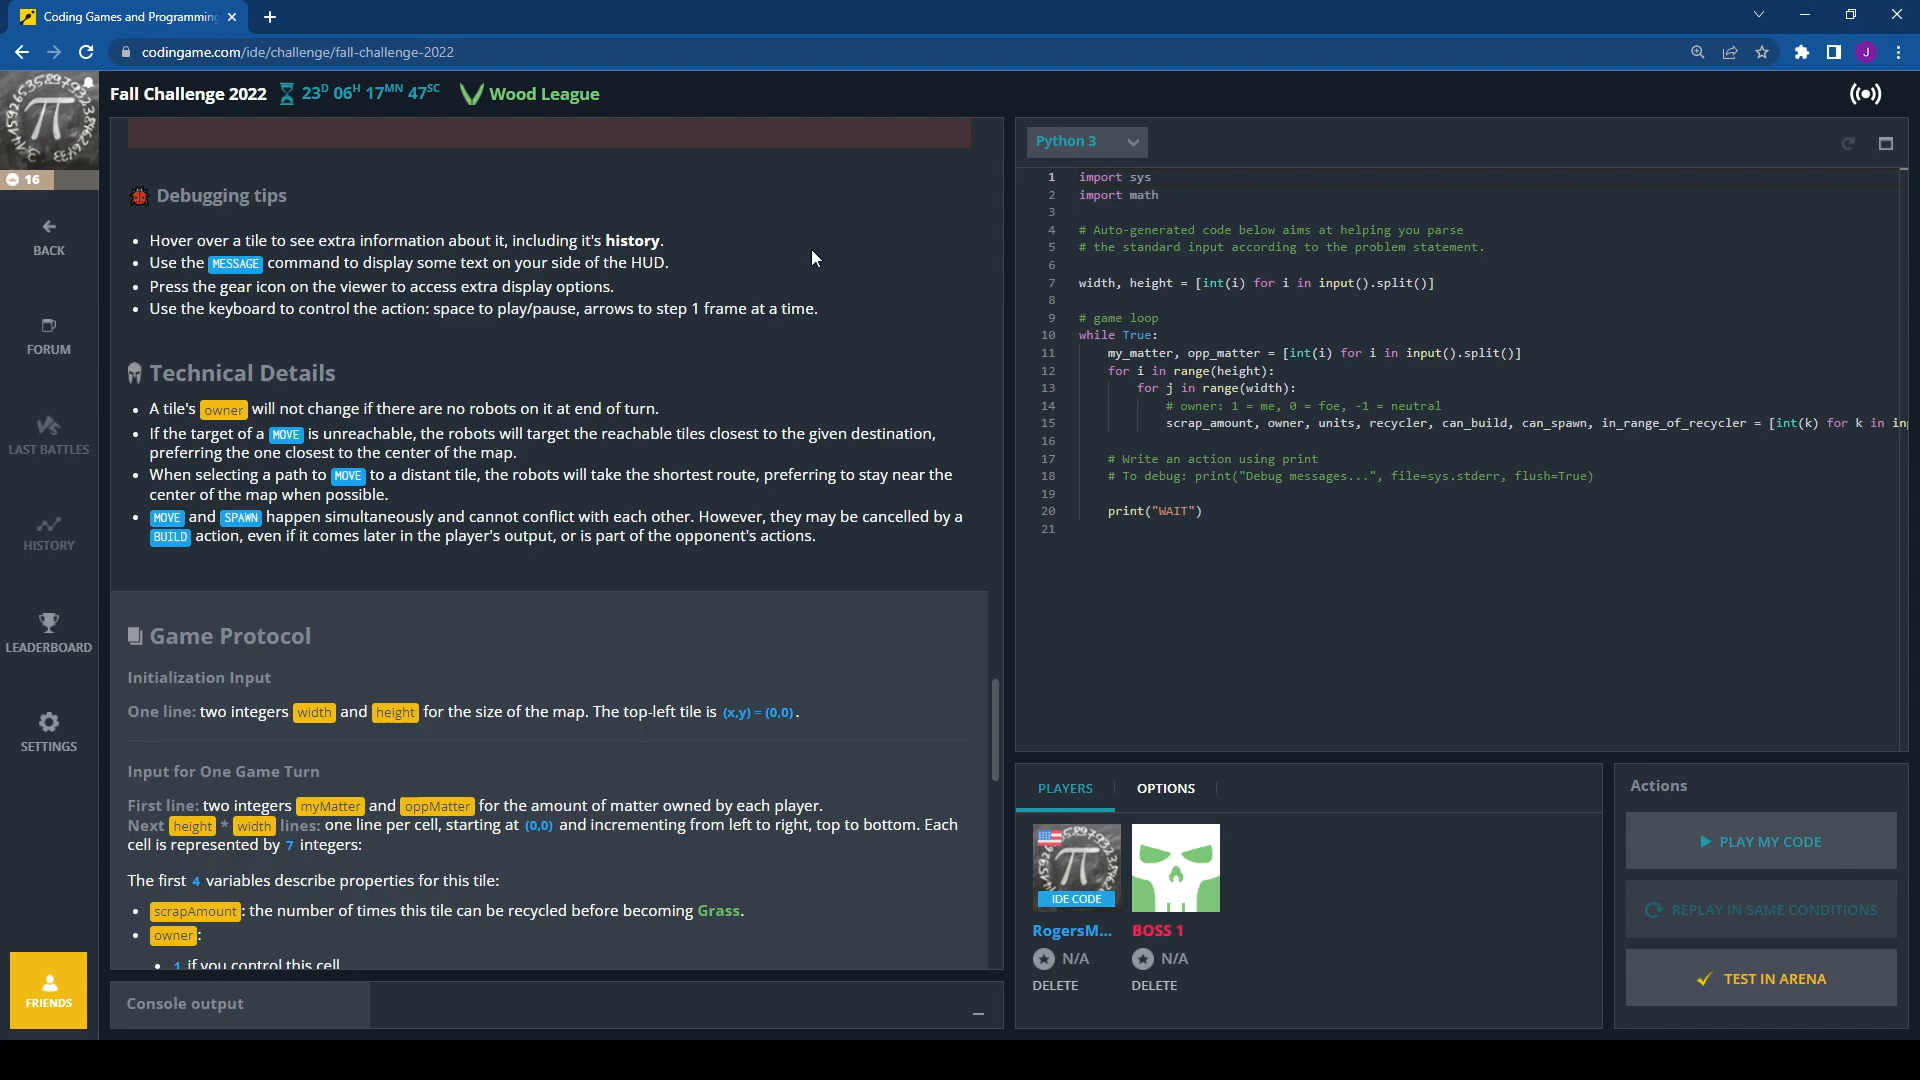 Coding Games and Programming
codingame.com/ide/challenge/fall-challenge-2022
J
Fall Challenge 2022 23D 06H 17MN 47SC Wood League
16
BACK
FORUM
LAST BATTLES
HISTORY
LEADERBOARD
SETTINGS
FRIENDS
Debugging tips
• Hover over a tile to see extra information about it, including it's history.
• Use the MESSAGE command to display some text on your side of the HUD.
• Press the gear icon on the viewer to access extra display options.
• Use the keyboard to control the action: space to play/pause, arrows to step 1 frame at a time.
Technical Details
• A tile's owner will not change if there are no robots on it at end of turn.
• If the target of a MOVE is unreachable, the robots will target the reachable tiles closest to the given destination,
preferring the one closest to the center of the map.
• When selecting a path to MOVE to a distant tile, the robots will take the shortest route, preferring to stay near the
center of the map when possible.
• MOVE and SPAWN happen simultaneously and cannot conflict with each other. However, they may be cancelled by a
BUILD action, even if it comes later in the player's output, or is part of the opponent's actions.
Game Protocol
Initialization Input
One line: two integers width and height for the size of the map. The top-left tile is (x,y) = (0,0).
Input for One Game Turn
First line: two integers myMatter and oppMatter for the amount of matter owned by each player.
Next height * width lines: one line per cell, starting at (0,0) and incrementing from left to right, top to bottom. Each
cell is represented by 7 integers:
The first 4 variables describe properties for this tile:
• scrapAmount: the number of times this tile can be recycled before becoming Grass.
• owner:
• 1 if you control this cell
Console output
Python 3
1 import sys
2 import math
3
4 # Auto-generated code below aims at helping you parse
5 # the standard input according to the problem statement.
6
7 width, height = [int(i) for i in input().split()]
8
9 # game loop
10 while True:
11 my_matter, opp_matter = [int(i) for i in input().split()]
12 for i in range(height):
13 for j in range(width):
14 # owner: 1 = me, 0 = foe, -1 = neutral
15 scrap_amount, owner, units, recycler, can_build, can_spawn, in_range_of_recycler = [int(k) for k in in
16
17 # Write an action using print
18 # To debug: print("Debug messages...", file=sys.stderr, flush=True)
19
20 print("WAIT")
21
PLAYERS OPTIONS
IDE CODE
RogersM... BOSS 1
N/A N/A
DELETE DELETE
Actions
PLAY MY CODE
REPLAY IN SAME CONDITIONS
TEST IN ARENA